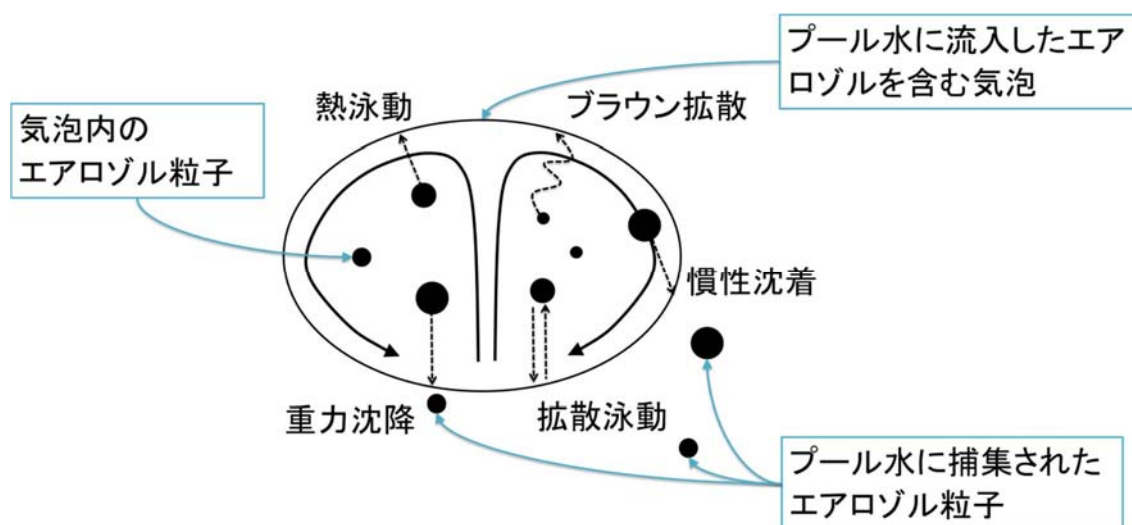 プール水に流入したエア
ロゾルを含む気泡
熱泳動
ブラウン拡散
気泡内の
エアロゾル粒子
慣性沈着
重力沈降
拡散泳動
プール水に捕集された
エアロゾル粒子